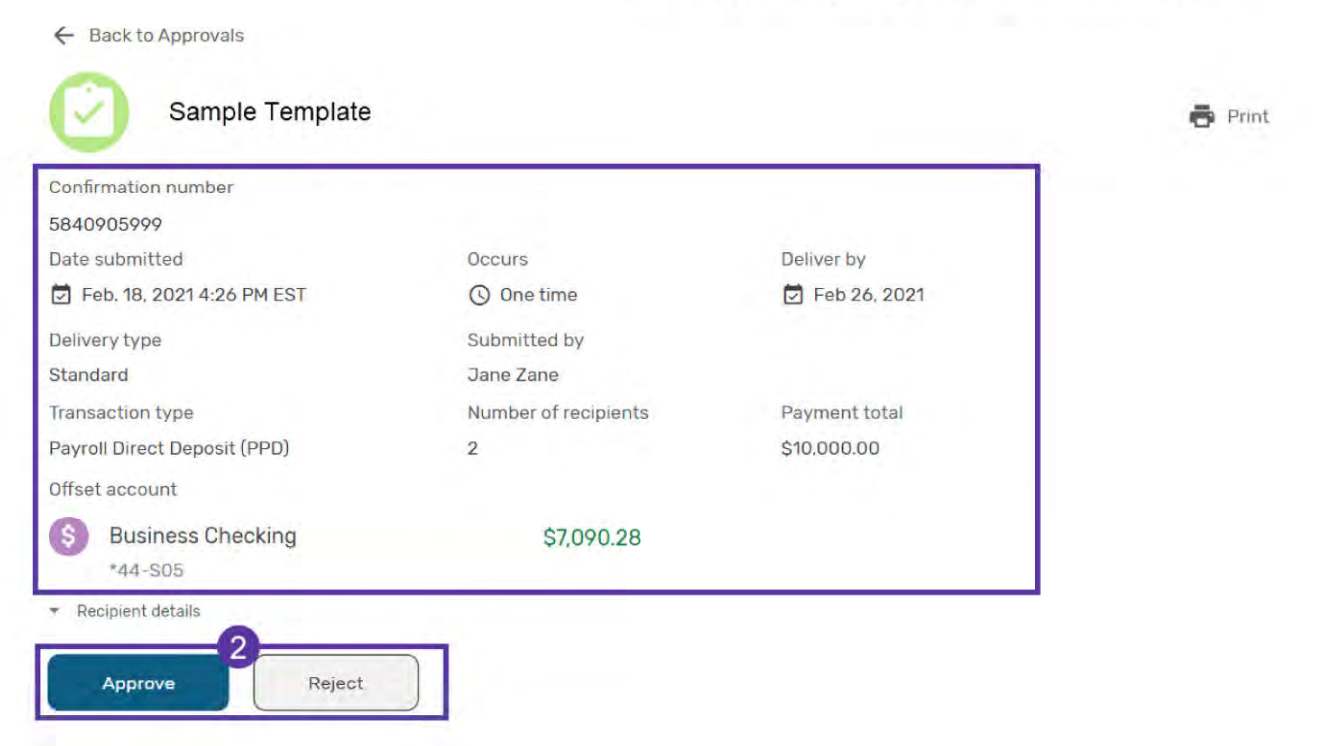 Back to Approvals
Sample Template
Print
Confirmation number
5840905999
Date submitted Occurs Deliver by
Feb. 18, 2021 4:26 PM EST One time Feb 26, 2021
Delivery type Submitted by
Standard Jane Zane
Transaction type Number of recipients Payment total
Payroll Direct Deposit (PPD) 2 $10,000.00
Offset account
$ Business Checking $7,090.28
*44-S05
Recipient details
2
Approve Reject